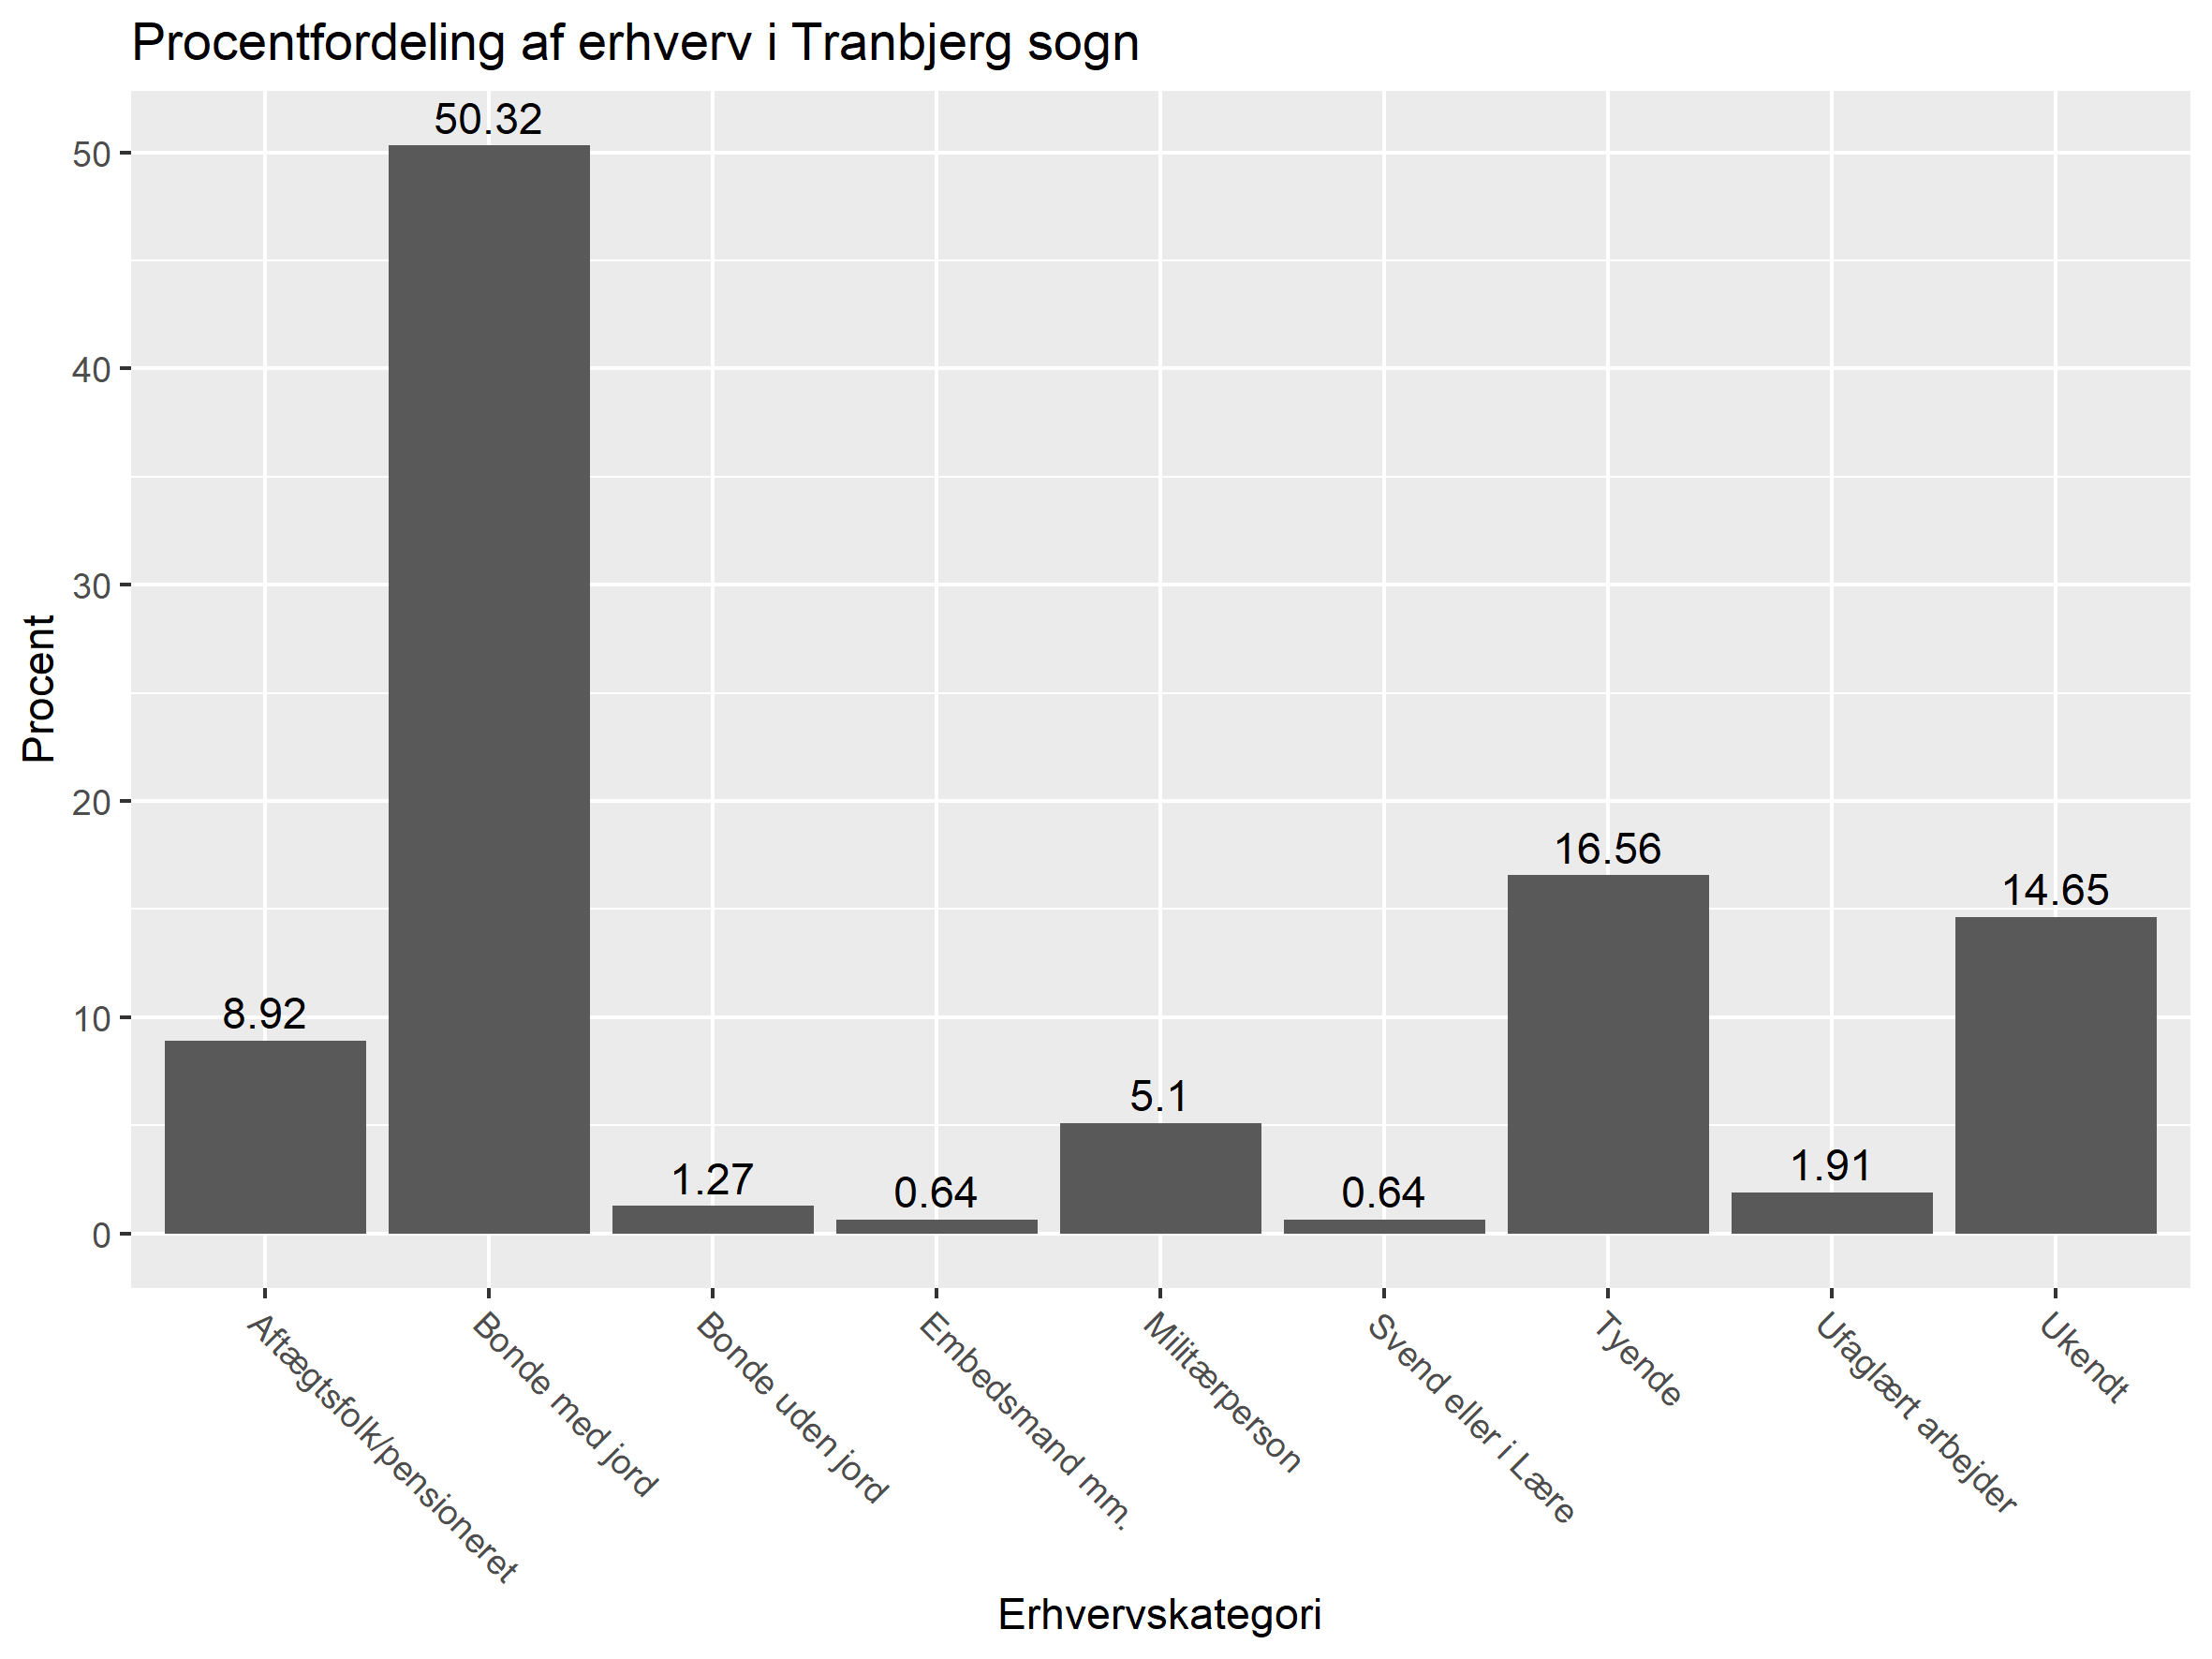 Procentfordeling af erhverv i Tranbjerg sogn
Procent
50
40
30
20
10
0
8.92
50.32
1.27
0.64
5.1
0.64
16.56
1.91
14.65
Aftægtsfolk/pensioneret
Bonde med jord
Bonde uden jord
Embedsmand mm.
Militærperson
Svend eller i Lære
Tyende
Ufaglært arbejder
Ukendt
Erhvervskategori